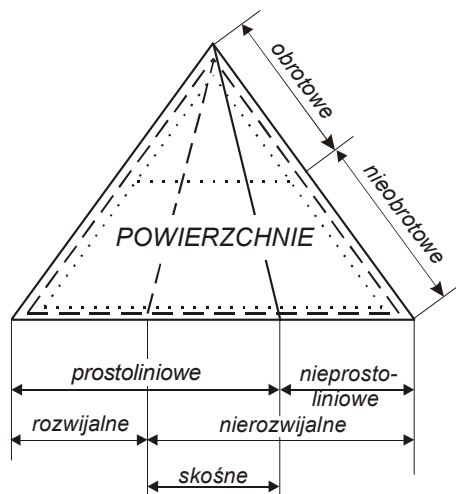 obrotowe
nieobrotowe
POWIERZCHNIE
prostoliniowe
nieprosto-
liniowe
rozwijalne
nierozwijalne
skośne